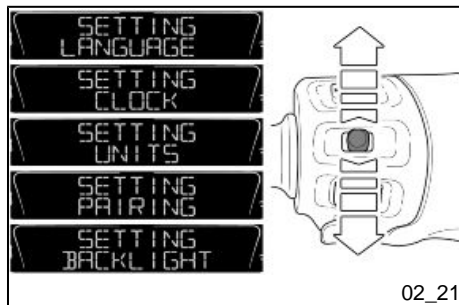 SETTING
LANGUAGE
SETTING
CLOCK
SETTING
UNITS
SETTING
PAIRING
SETTING
BACKLIGHT
02_21